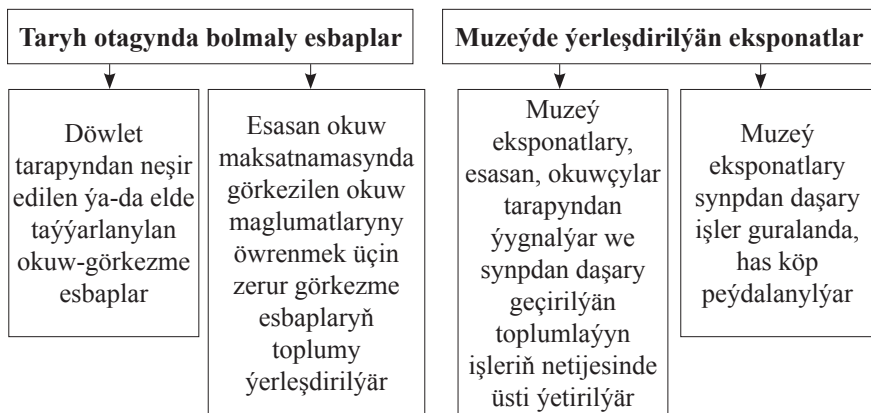 Taryh otagynda bolmaly esbaplar
Muzeýde ýerleşdirilýän eksponatlar
Döwlet
tarapyndan neşir
edilen ýa-da elde
taýýarlanylan
okuw-görkezme
esbaplar
Esasan okuw
maksatnamasynda
görkezilen okuw
maglumatlaryny
öwrenmek üçin
zerur görkezme
esbaplaryň
toplumy
ýerleşdirilýär
Muzeý
eksponatlary,
esasan, okuwçylar
tarapyndan
ýygnalýar we
synpdan daşary
geçirilýän
toplumlaýyn
işleriň netijesinde
üsti ýetirilýär
Muzeý
eksponatlary
synpdan daşary
işler guralanda,
has köp
peýdalanylýar